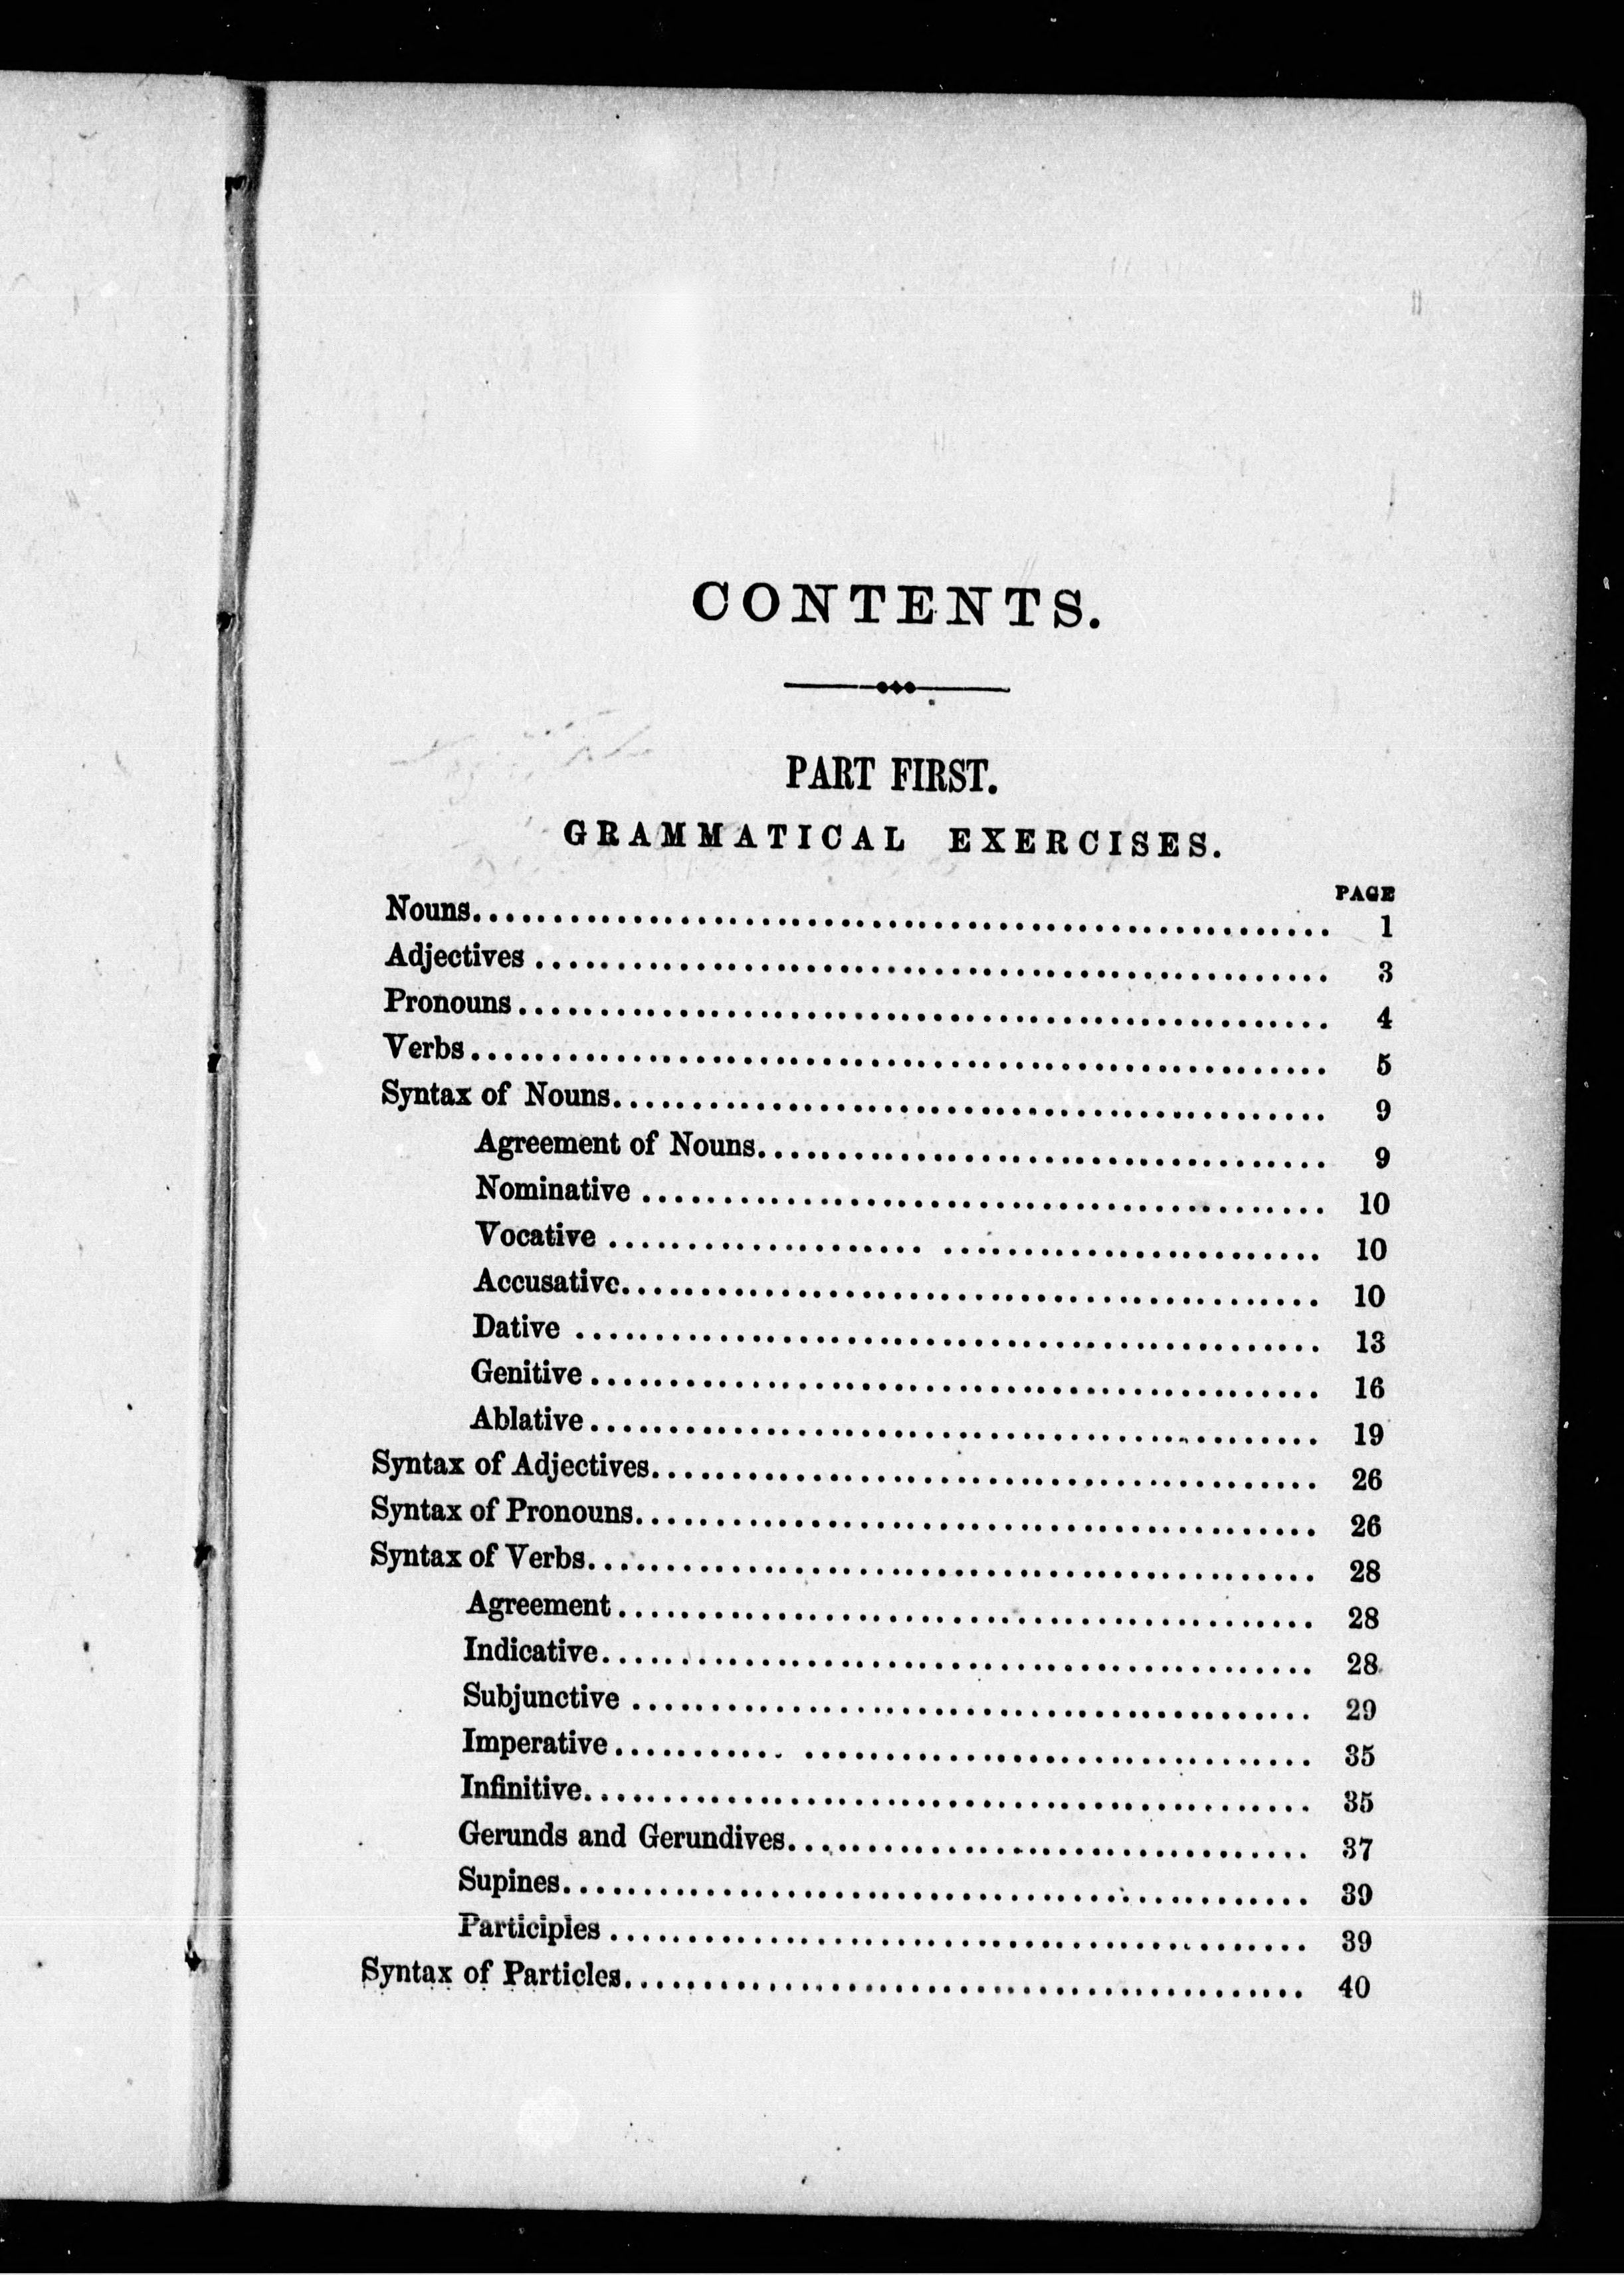 CONTENTS.
PART FIRST.
GRAMMATICAL EXERCISES.
PAGE
Nouns........................................................ 1
Adjectives .................................................. 3
Pronouns..................................................... 4
Verbs........................................................ 5
Syntax of Nouns.............................................. 9
Agreement of Nouns..................................... 9
Nominative ............................................ 10
Vocative .................... ........................ 10
Accusative............................................. 10
Dative ................................................ 13
Genitive............................................... 16
Ablative............................................... 19
Syntax of Adjectives......................................... 26
Syntax of Pronouns........................................... 26
Syntax of Verbs.............................................. 28
Agreement.............................................. 28
Indicative............................................. 28
Subjunctive ........................................... 29
Imperative........... ................................ 35
Infinitive............................................. 35
Gerunds and Gerundives................................. 37
Supines................................................ 39
Participles ........................................... 39
Syntax of Particles.......................................... 40